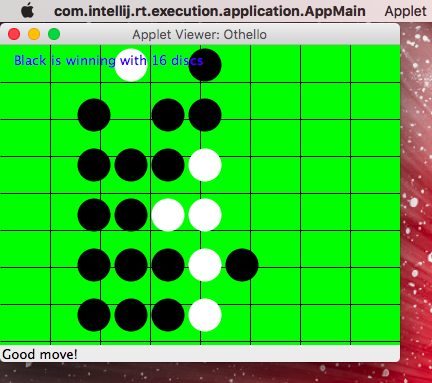 com.intellij.rt.execution.application.AppMain Applet
Applet Viewer: Othello
Black is winning with 16 discs
Good move!